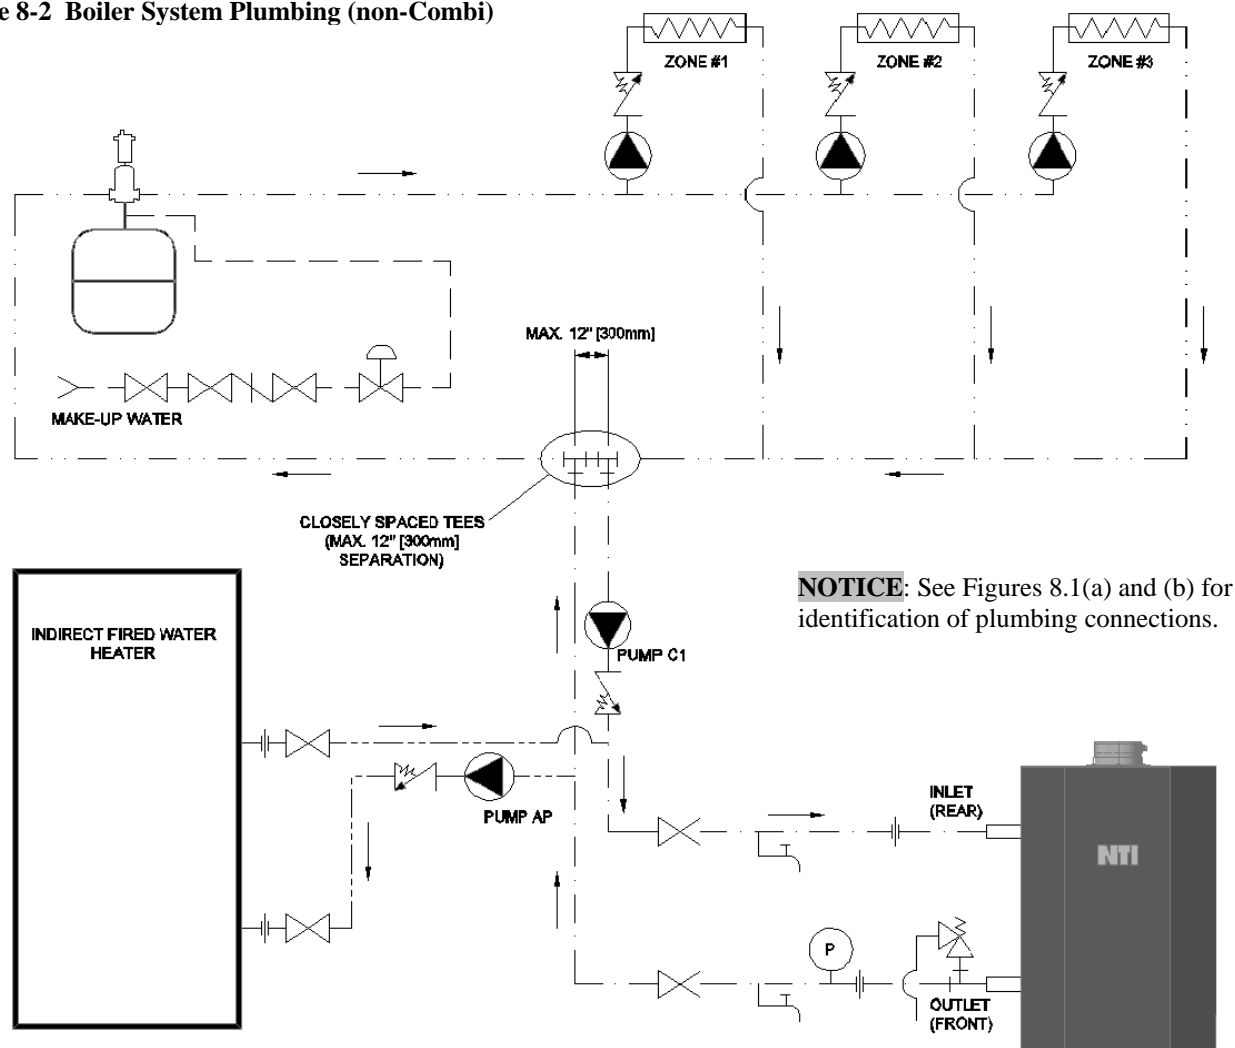 e 8-2 Boiler System Plumbing (non-Combi)
ZONE #1
ZONE #2
ZONE #3
MAX. 12" [300mm]
MAKE-UP WATER
CLOSELY SPACED TEES
(MAX. 12" [300mm]
SEPARATION)
NOTICE: See Figures 8.1(a) and (b) for
identification of plumbing connections.
INDIRECT FIRED WATER
HEATER
PUMP C1
PUMP AP
INLET
(REAR)
NTI
P
OUTLET
(FRONT)